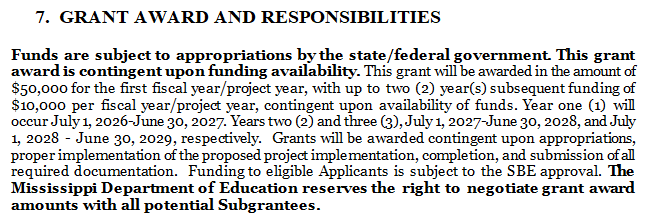 7. GRANT AWARD AND RESPONSIBILITIES
Funds are subject to appropriations by the state/federal government. This grant
award is contingent upon funding availability. This grant will be awarded in the amount of
$50,000 for the first fiscal year/project year, with up to two (2) year(s) subsequent funding of
$10,000 per fiscal year/project year, contingent upon availability of funds. Year one (1) will
occur July 1, 2026-June 30, 2027. Years two (2) and three (3), July 1, 2027-June 30, 2028, and July
1, 2028 - June 30, 2029, respectively. Grants will be awarded contingent upon appropriations,
proper implementation of the proposed project implementation, completion, and submission of all
required documentation. Funding to eligible Applicants is subject to the SBE approval. The
Mississippi Department of Education reserves the right to negotiate grant award
amounts with all potential Subgrantees.